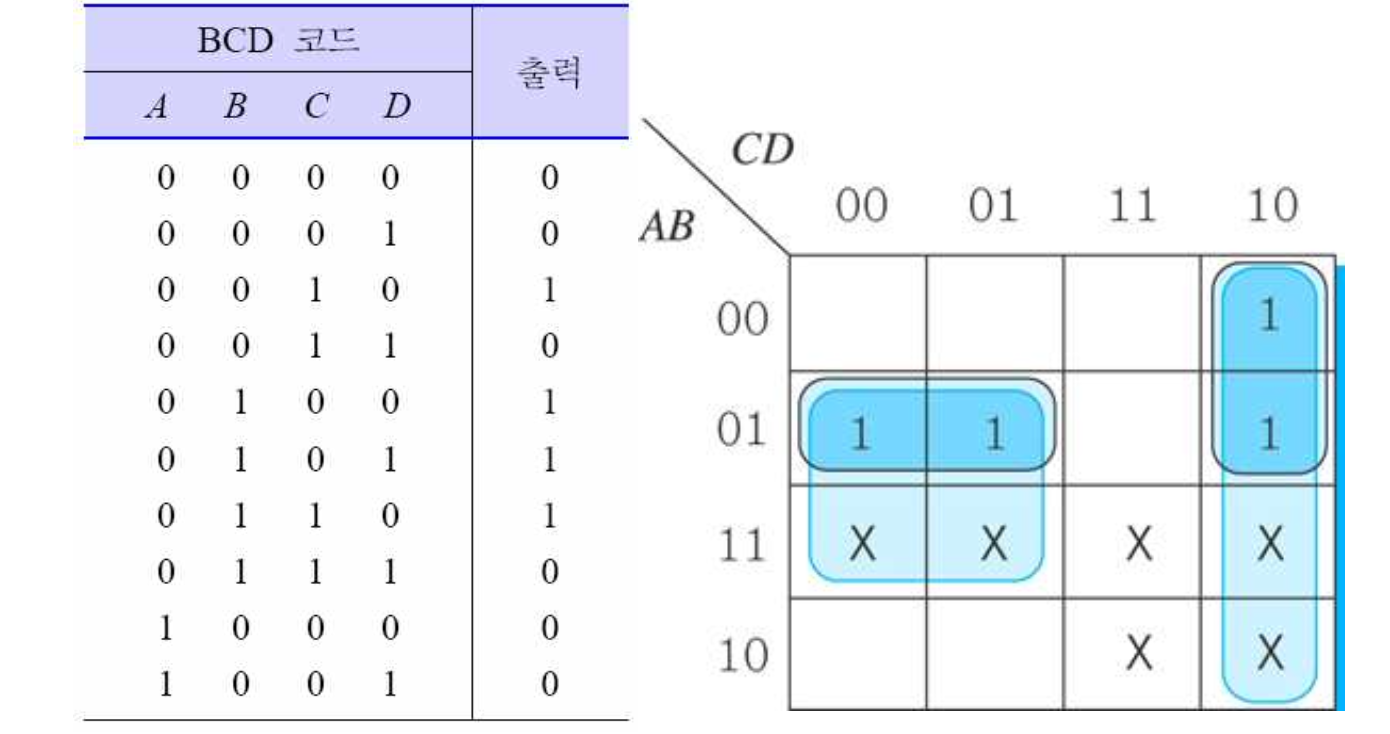 BCD 코드
출력
A B C D
0 0 0 0 0
0 0 0 1 0
0 0 1 0 1
0 0 1 1 0
0 1 0 0 1
0 1 0 1 1
0 1 1 0 1
0 1 1 1 0
1 0 0 0 0
1 0 0 1 0
CD
AB
00 01 11 10
00 1
01 1 1 1
11 X X X X
10 X X